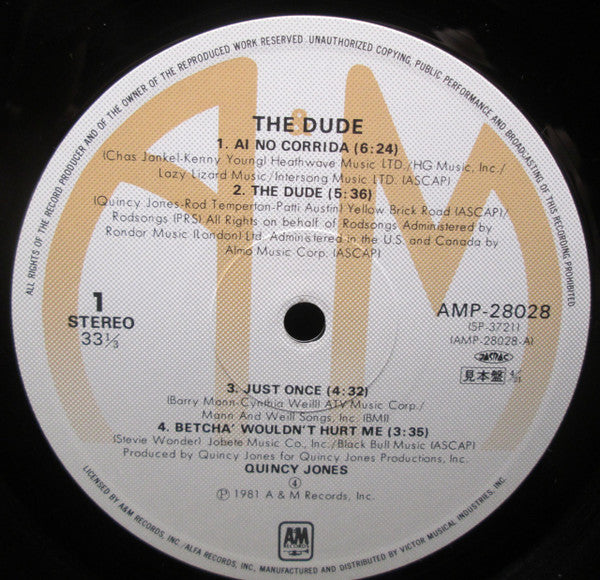 ALL RIGHTS OF THE RECORD PRODUCER AND OF THE OWNER OF THE REPRODUCED WORK RESERVED. UNAUTHORIZED COPYING, PUBLIC PERFORMANCE AND BROADCASTING OF THIS RECORDING PROHIBITED.
THE DUDE
1. AI NO CORRIDA (6:24)
(Chas Jankel-Kenny Young) Heathwave Music LTD./HG Music, Inc./
Lazy Lizard Music/Intersong Music LTD. (ASCAP)
2. THE DUDE (5:36)
(Quincy Jones-Rod Temperton-Patti Austin) Yellow Brick Road (ASCAP)/
Rodsongs (PRS) All Rights on behalf of Rodsongs Administered by
Rondor Music (London) Ltd. Administered in the U.S. and Canada by
Almo Music Corp. (ASCAP)
1
STEREO
33⅓
AMP-28028
(SP-3721)
(AMP-28028-A)
見本盤
3. JUST ONCE (4:32)
(Barry Mann-Cynthia Weill) ATV Music Corp./
Mann And Weill Songs, Inc. (BMI)
4. BETCHA' WOULDN'T HURT ME (3:35)
(Stevie Wonder) Jobete Music Co., Inc./Black Bull Music (ASCAP)
Produced by Quincy Jones for Quincy Jones Productions, Inc.
QUINCY JONES
④
Ⓟ 1981 A & M Records, Inc.
A&M
RECORDS
LICENSED BY A&M RECORDS, INC./ALFA RECORDS, INC., MANUFACTURED AND DISTRIBUTED BY VICTOR MUSICAL INDUSTRIES, INC.